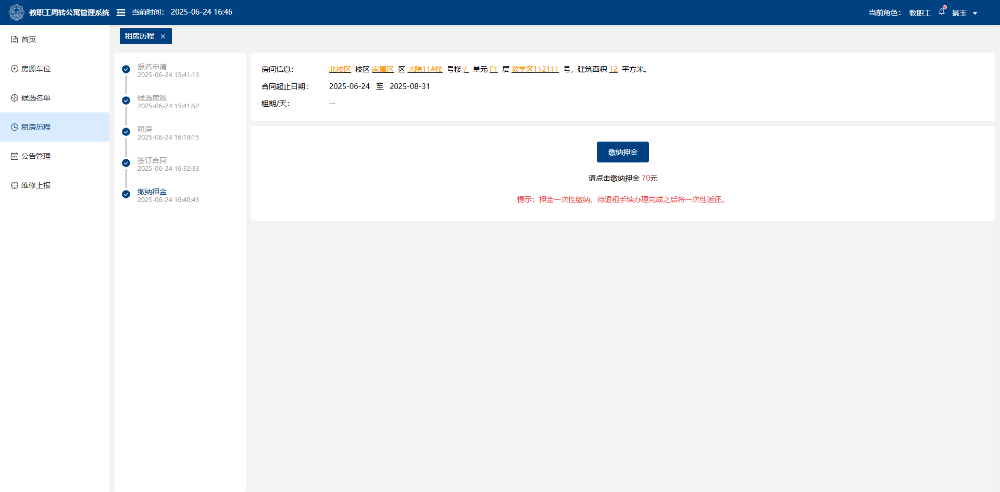 教职工周转公寓管理系统 当前时间： 2025-06-24 16:46 当前角色： 教职工 景玉
首页
房源车位
候选名单
租房历程
公告管理
维修上报
租房历程
报名申请
2025-06-24 15:41:13
候选房源
2025-06-24 15:41:52
租房
2025-06-24 16:18:15
签订合同
2025-06-24 16:32:33
缴纳押金
2025-06-24 16:40:43
房间信息： 北校区 校区 家属区 区 北院11#楼 号楼 / 单元 F1 层 教学区112111 号，建筑面积 12 平方米。
合同起止日期： 2025-06-24 至 2025-08-31
租期/天： --
缴纳押金
请点击缴纳押金 70元
提示：押金一次性缴纳，待退租手续办理完成之后将一次性返还。